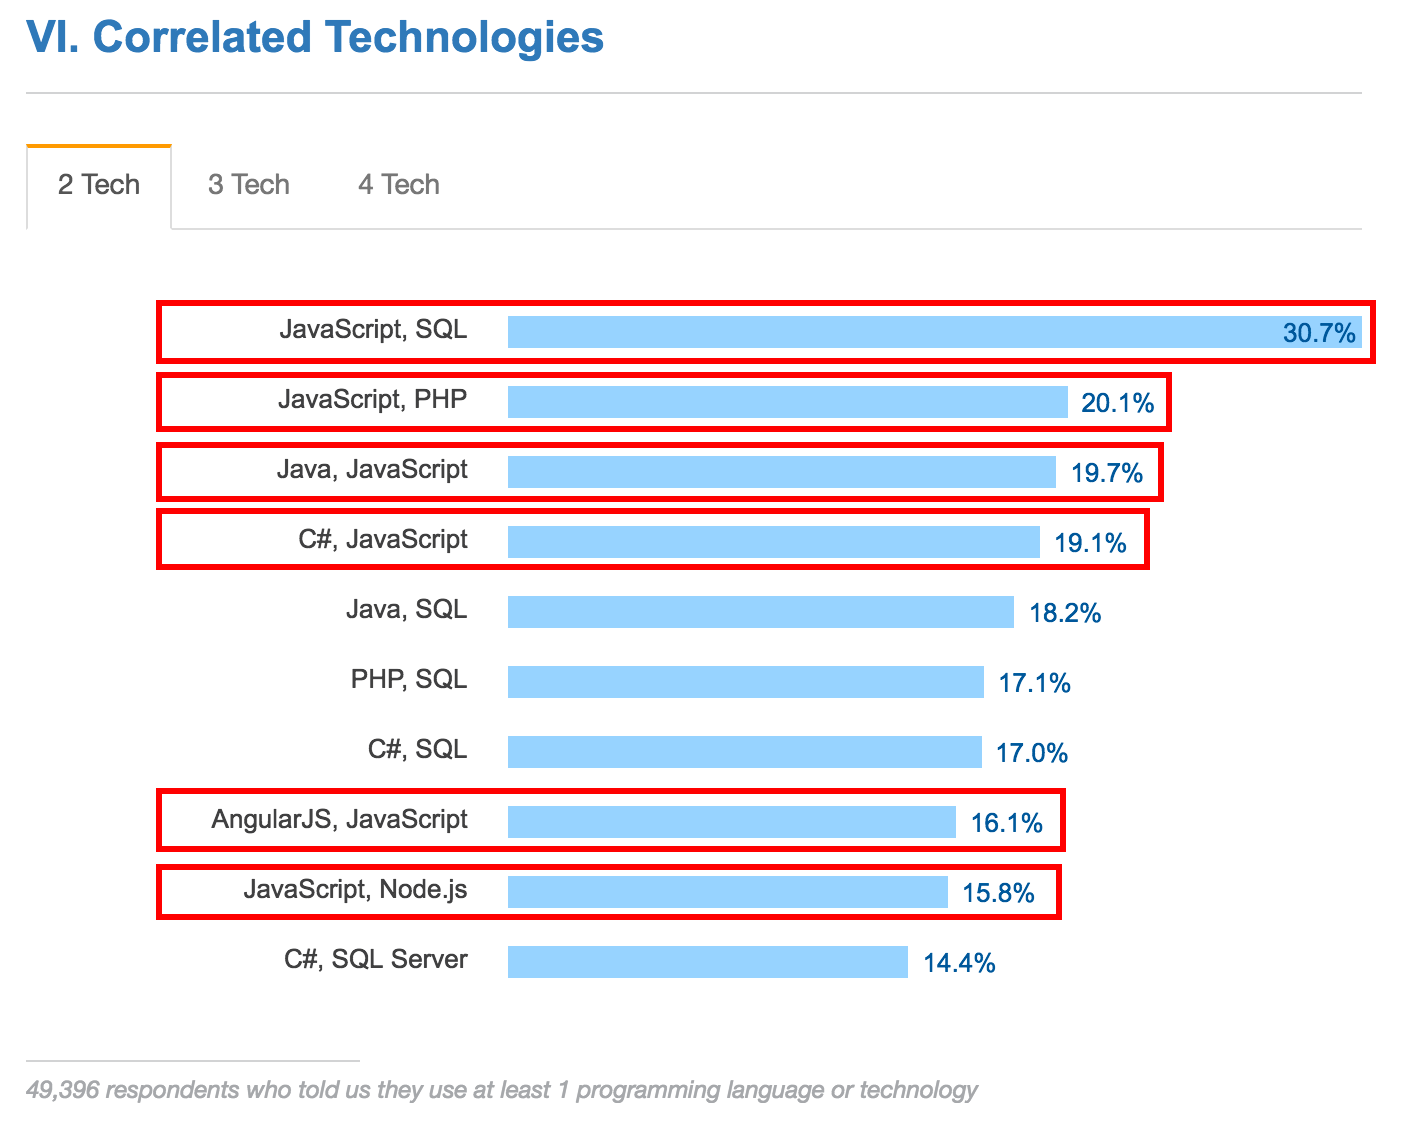 VI. Correlated Technologies
2 Tech 3 Tech 4 Tech
JavaScript, SQL 30.7%
JavaScript, PHP 20.1%
Java, JavaScript 19.7%
C#, JavaScript 19.1%
Java, SQL 18.2%
PHP, SQL 17.1%
C#, SQL 17.0%
AngularJS, JavaScript 16.1%
JavaScript, Node.js 15.8%
C#, SQL Server 14.4%
49,396 respondents who told us they use at least 1 programming language or technology